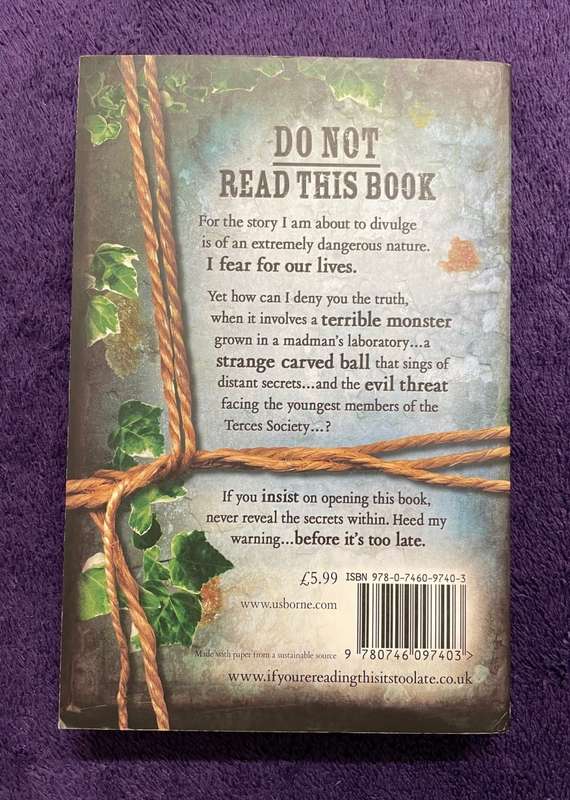 DO NOT
READ THIS BOOK
For the story I am about to divulge
is of an extremely dangerous nature.
I fear for our lives.
Yet how can I deny you the truth,
when it involves a terrible monster
grown in a madman's laboratory...a
strange carved ball that sings of
distant secrets...and the evil threat
facing the youngest members of the
Terces Society...?
If you insist on opening this book,
never reveal the secrets within. Heed my
warning...before it's too late.
£5.99 ISBN 978-0-7460-9740-3
www.usborne.com
Made with paper from a sustainable source
9 780746 097403 >
www.ifyourereadingthisitstoolate.co.uk